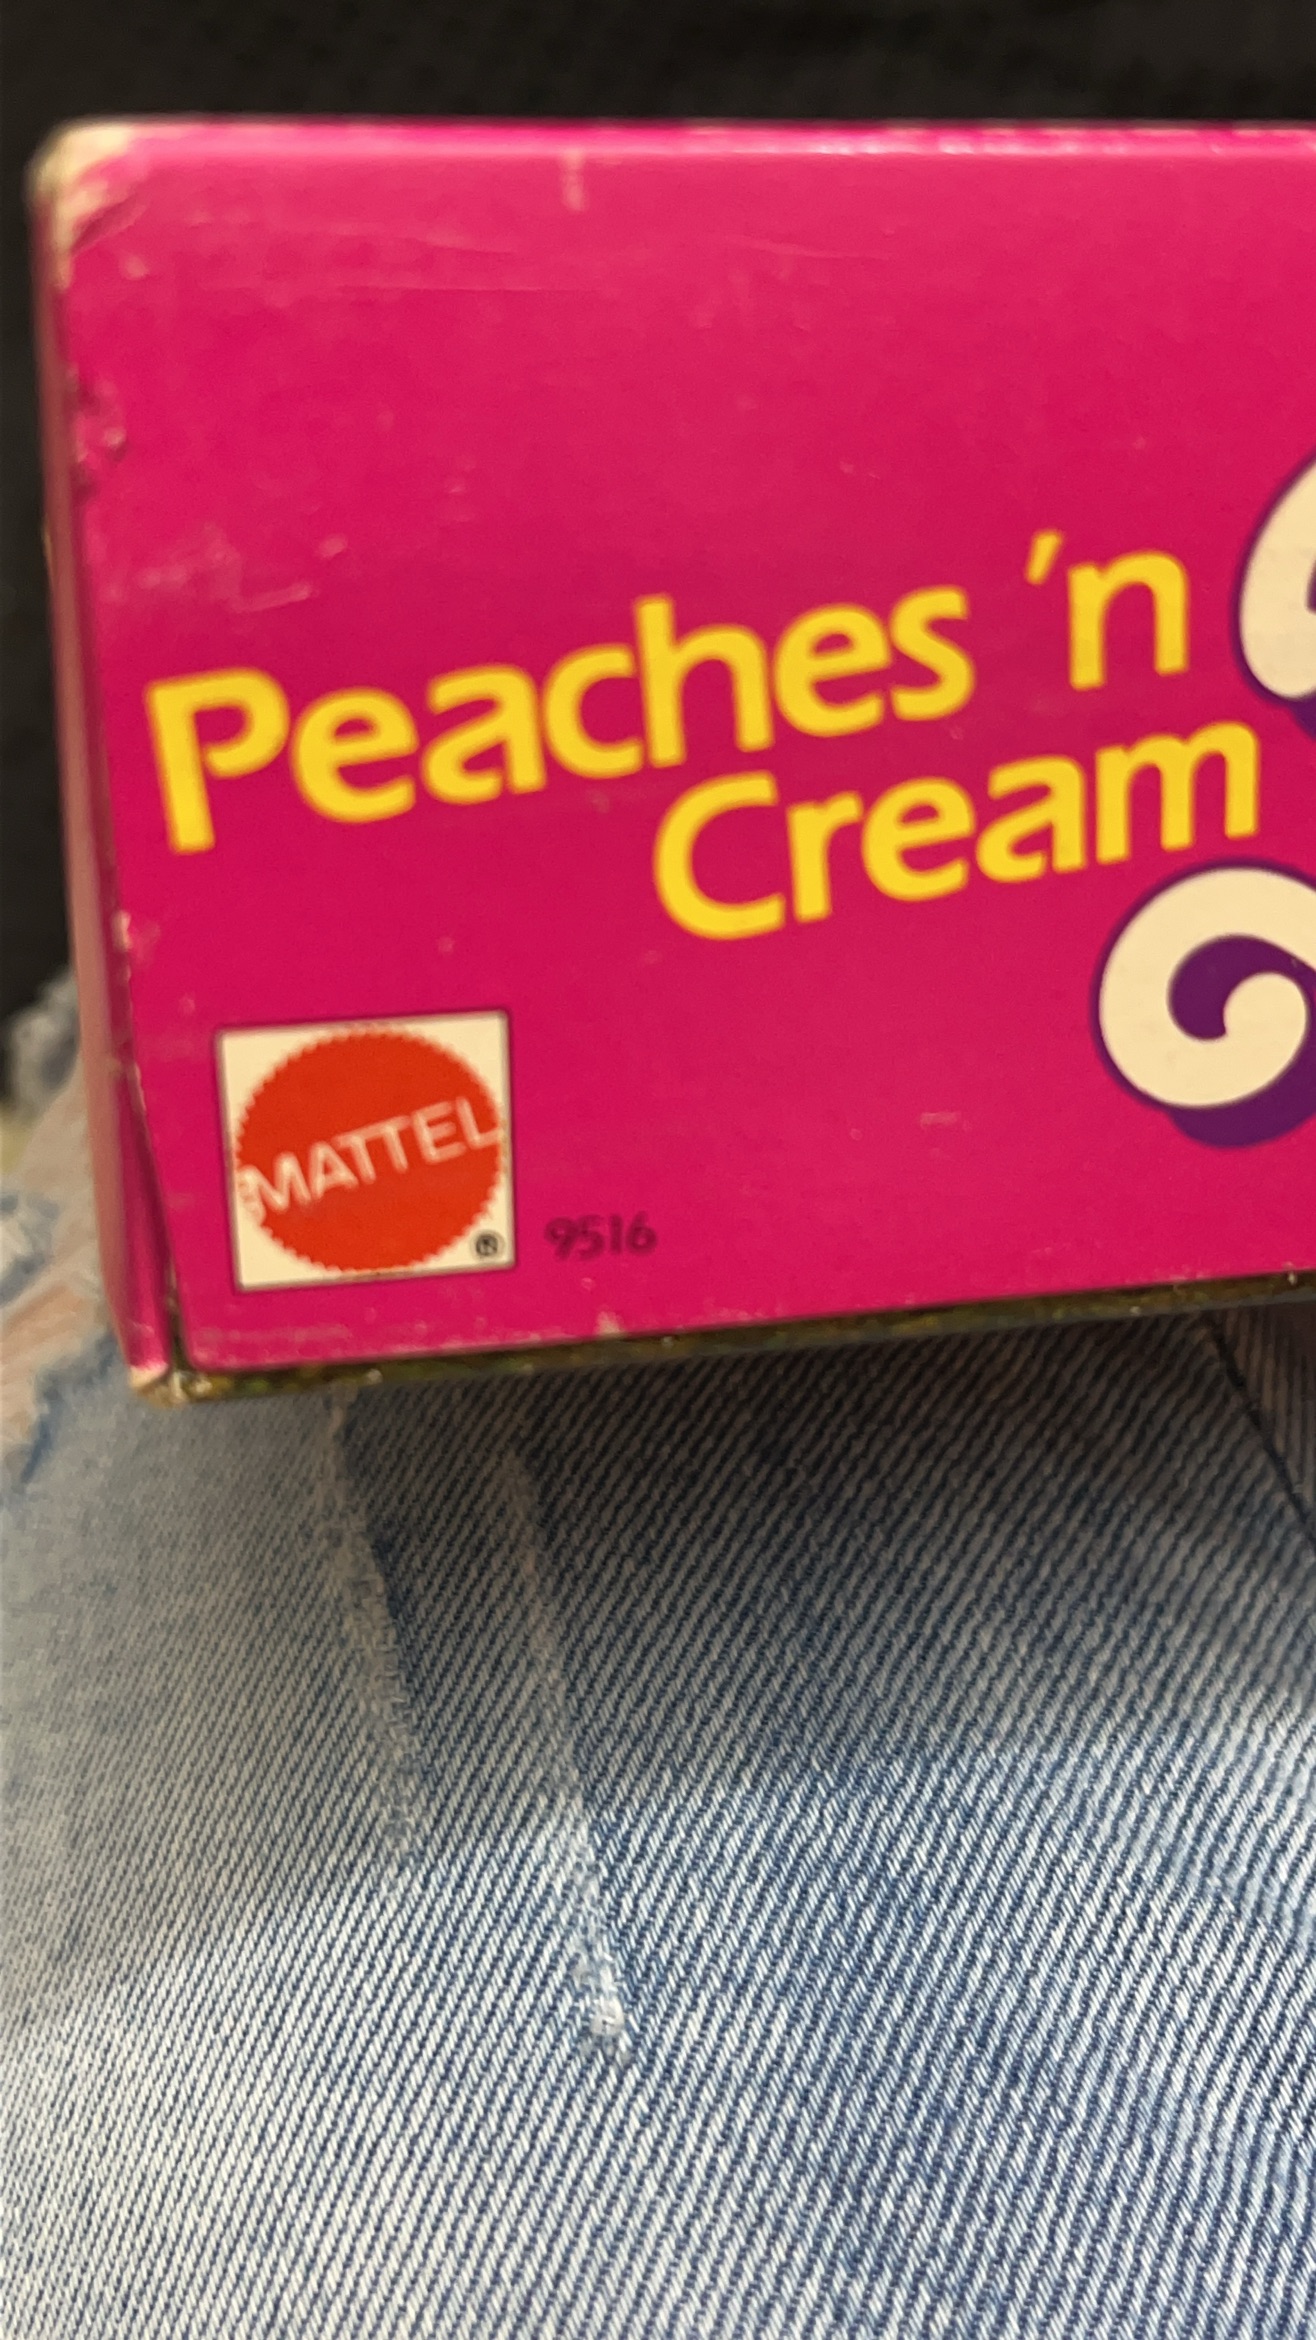 Peaches 'n
Cream
MATTEL
®
9516